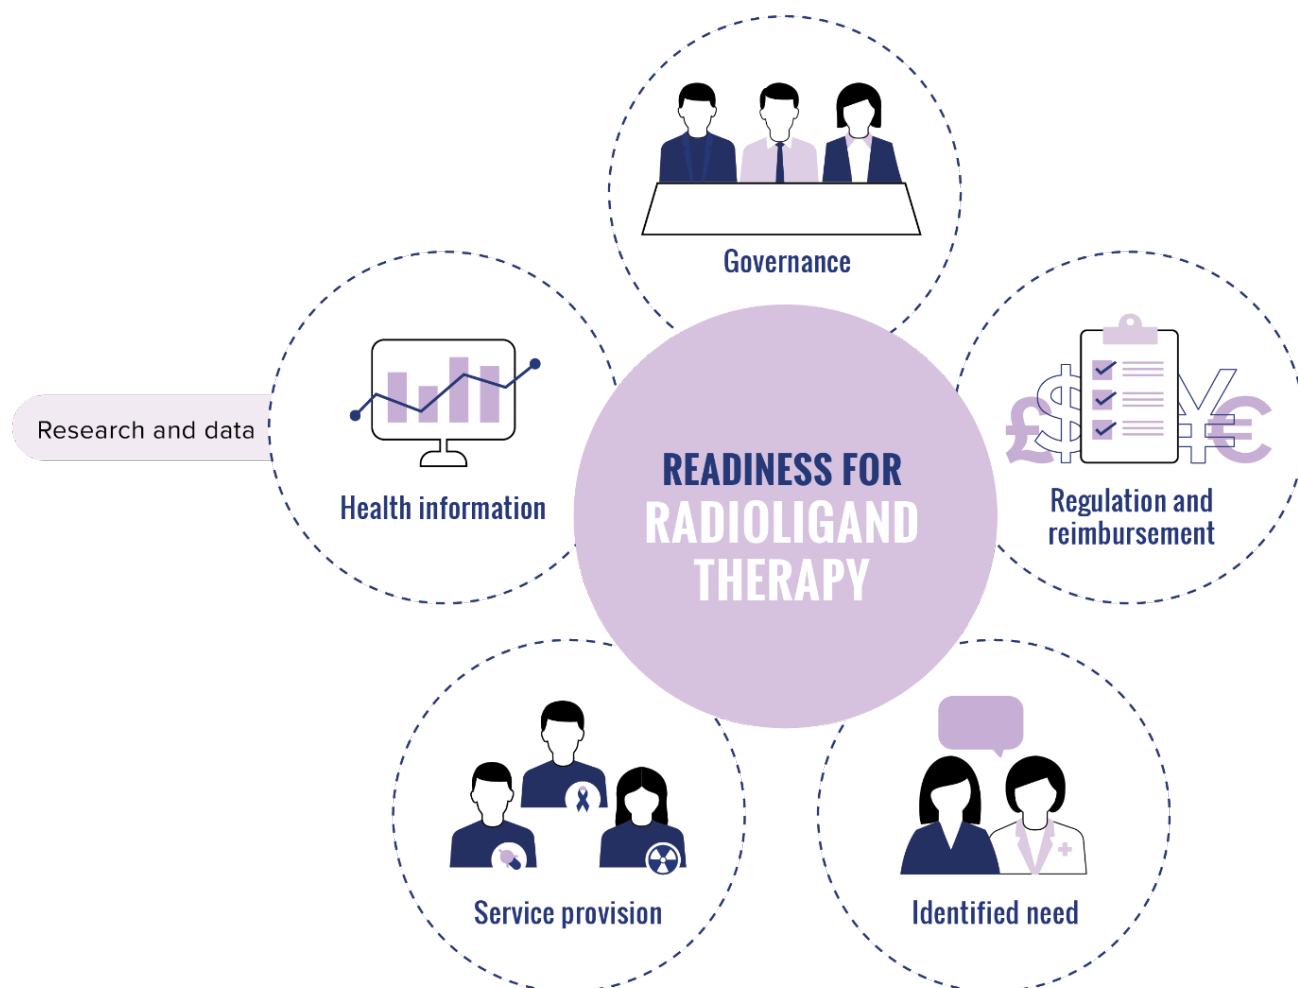 Governance
Research and data
Health information
READINESS FOR
RADIOLIGAND
THERAPY
£$¥€
Regulation and
reimbursement
Service provision
Identified need